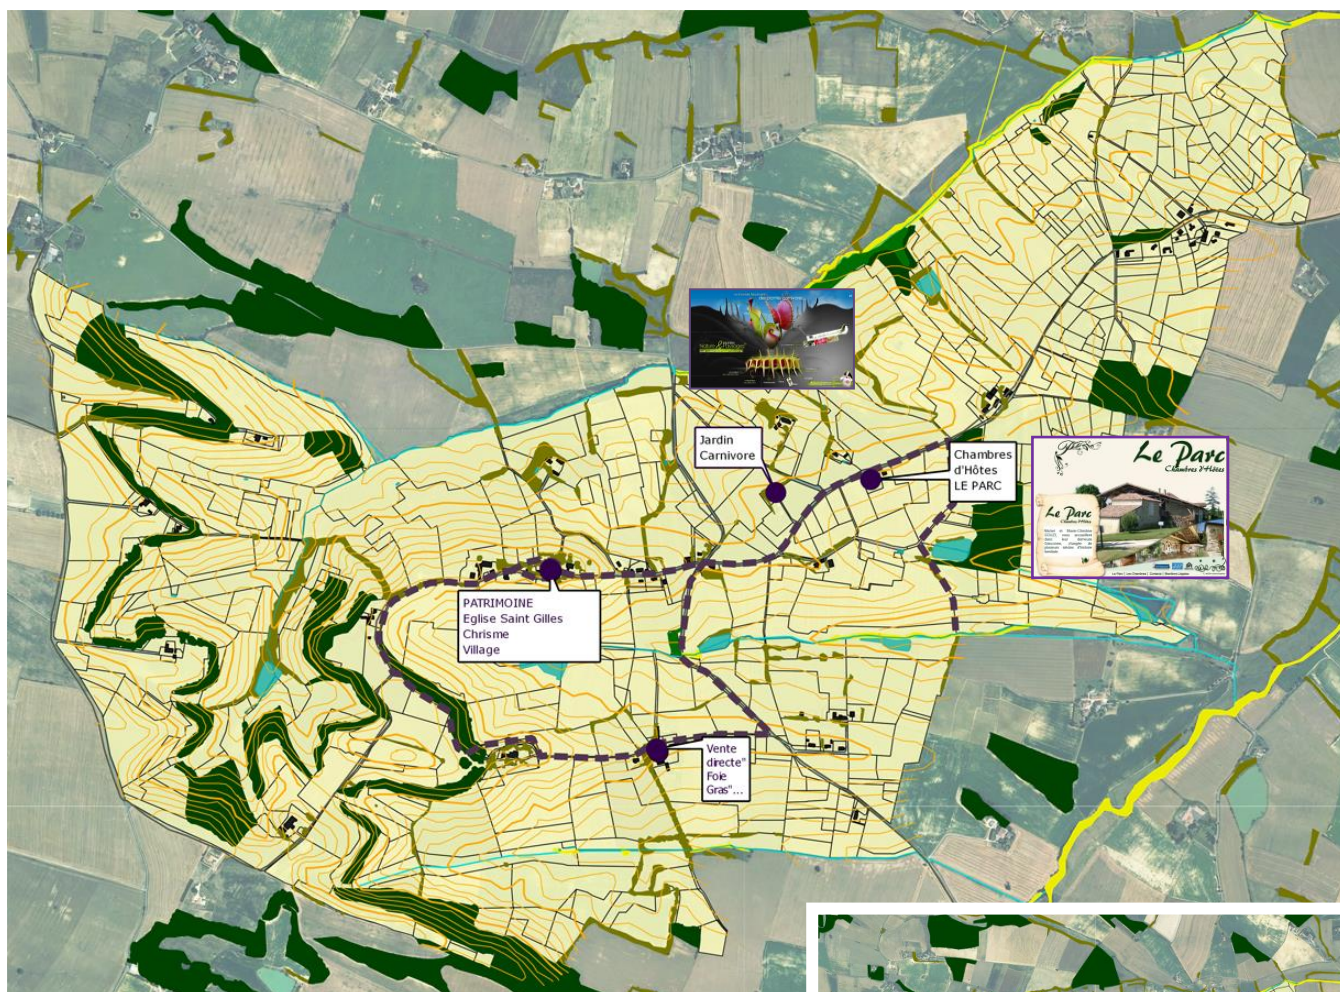 Nature &
Jardin
Carnivore
Chambres
d'Hôtes
LE PARC
Le Parc
Chambres d'Hôtes
Le Parc
PATRIMOINE
Eglise Saint Gilles
Chrisme
Village
Vente
directe"
Foie
Gras"...